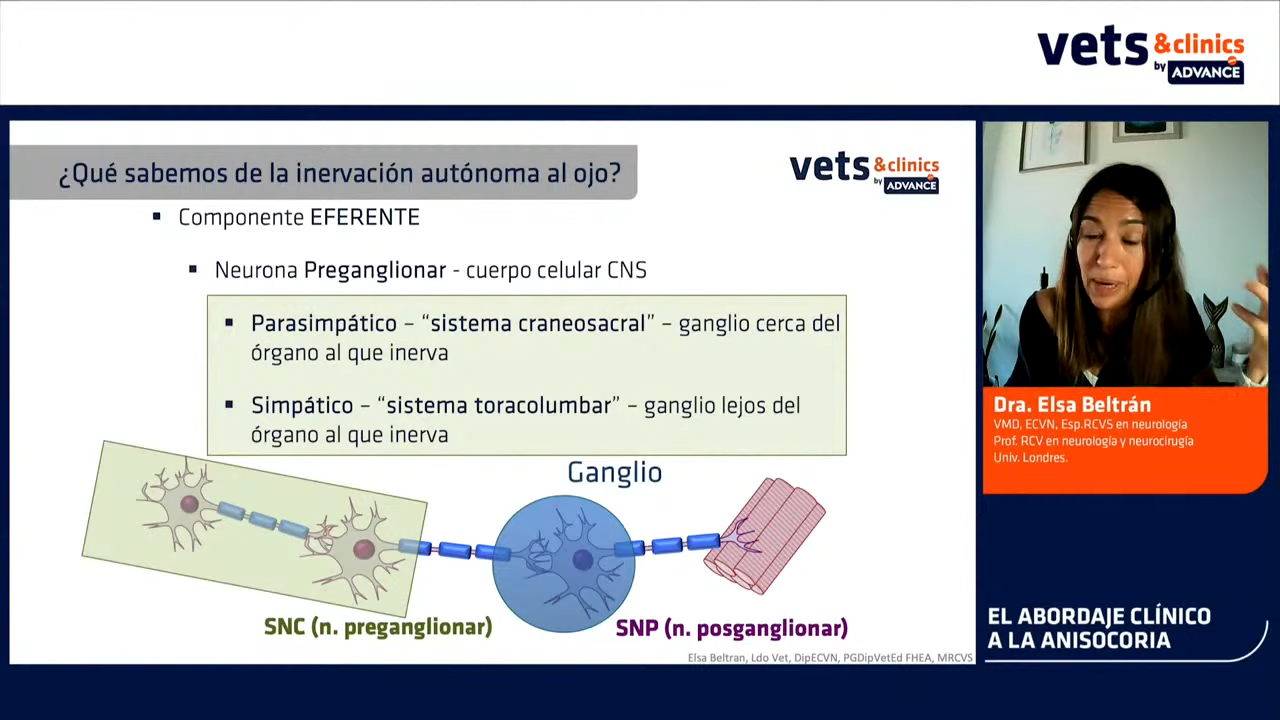 vets &clinics
by ADVANCE
¿Qué sabemos de la inervación autónoma al ojo?
vets &clinics
by ADVANCE
▪ Componente EFERENTE
▪ Neurona Preganglionar - cuerpo celular CNS
▪ Parasimpático – “sistema craneosacral” – ganglio cerca del
órgano al que inerva
▪ Simpático – “sistema toracolumbar” – ganglio lejos del
órgano al que inerva
Ganglio
SNC (n. preganglionar)
SNP (n. posganglionar)
Elsa Beltran, Ldo Vet, DipECVN, PGDipVetEd FHEA, MRCVS
Dra. Elsa Beltrán
VMD, ECVN, Esp.RCVS en neurología
Prof. RCV en neurología y neurocirugía
Univ. Londres.
EL ABORDAJE CLÍNICO
A LA ANISOCORIA